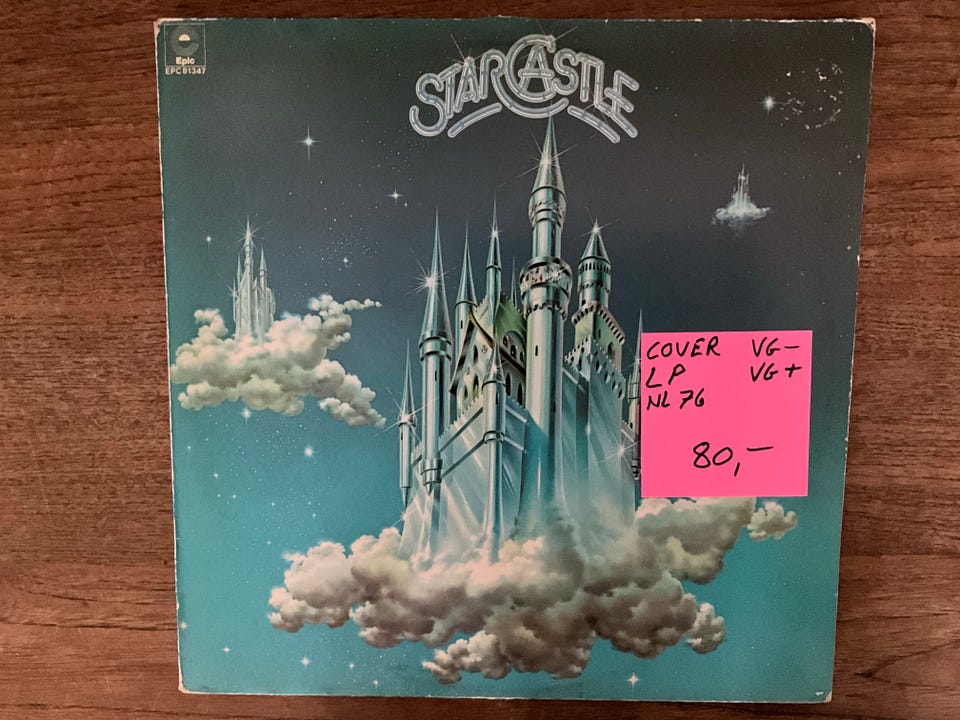 Epic
EPC 81347
STARCASTLE
COVER VG-
LP VG+
NL 76
80,-